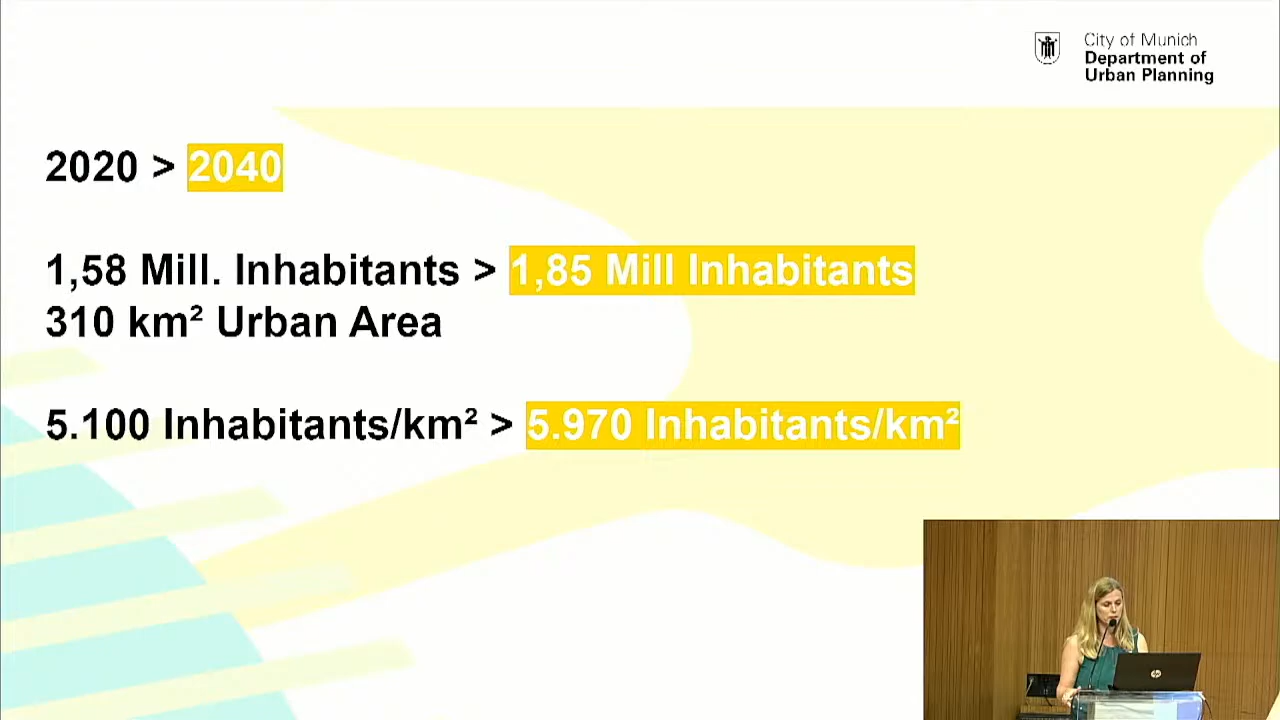 City of Munich
Department of
Urban Planning
2020 > 2040
1,58 Mill. Inhabitants > 1,85 Mill Inhabitants
310 km² Urban Area
5.100 Inhabitants/km² > 5.970 Inhabitants/km²